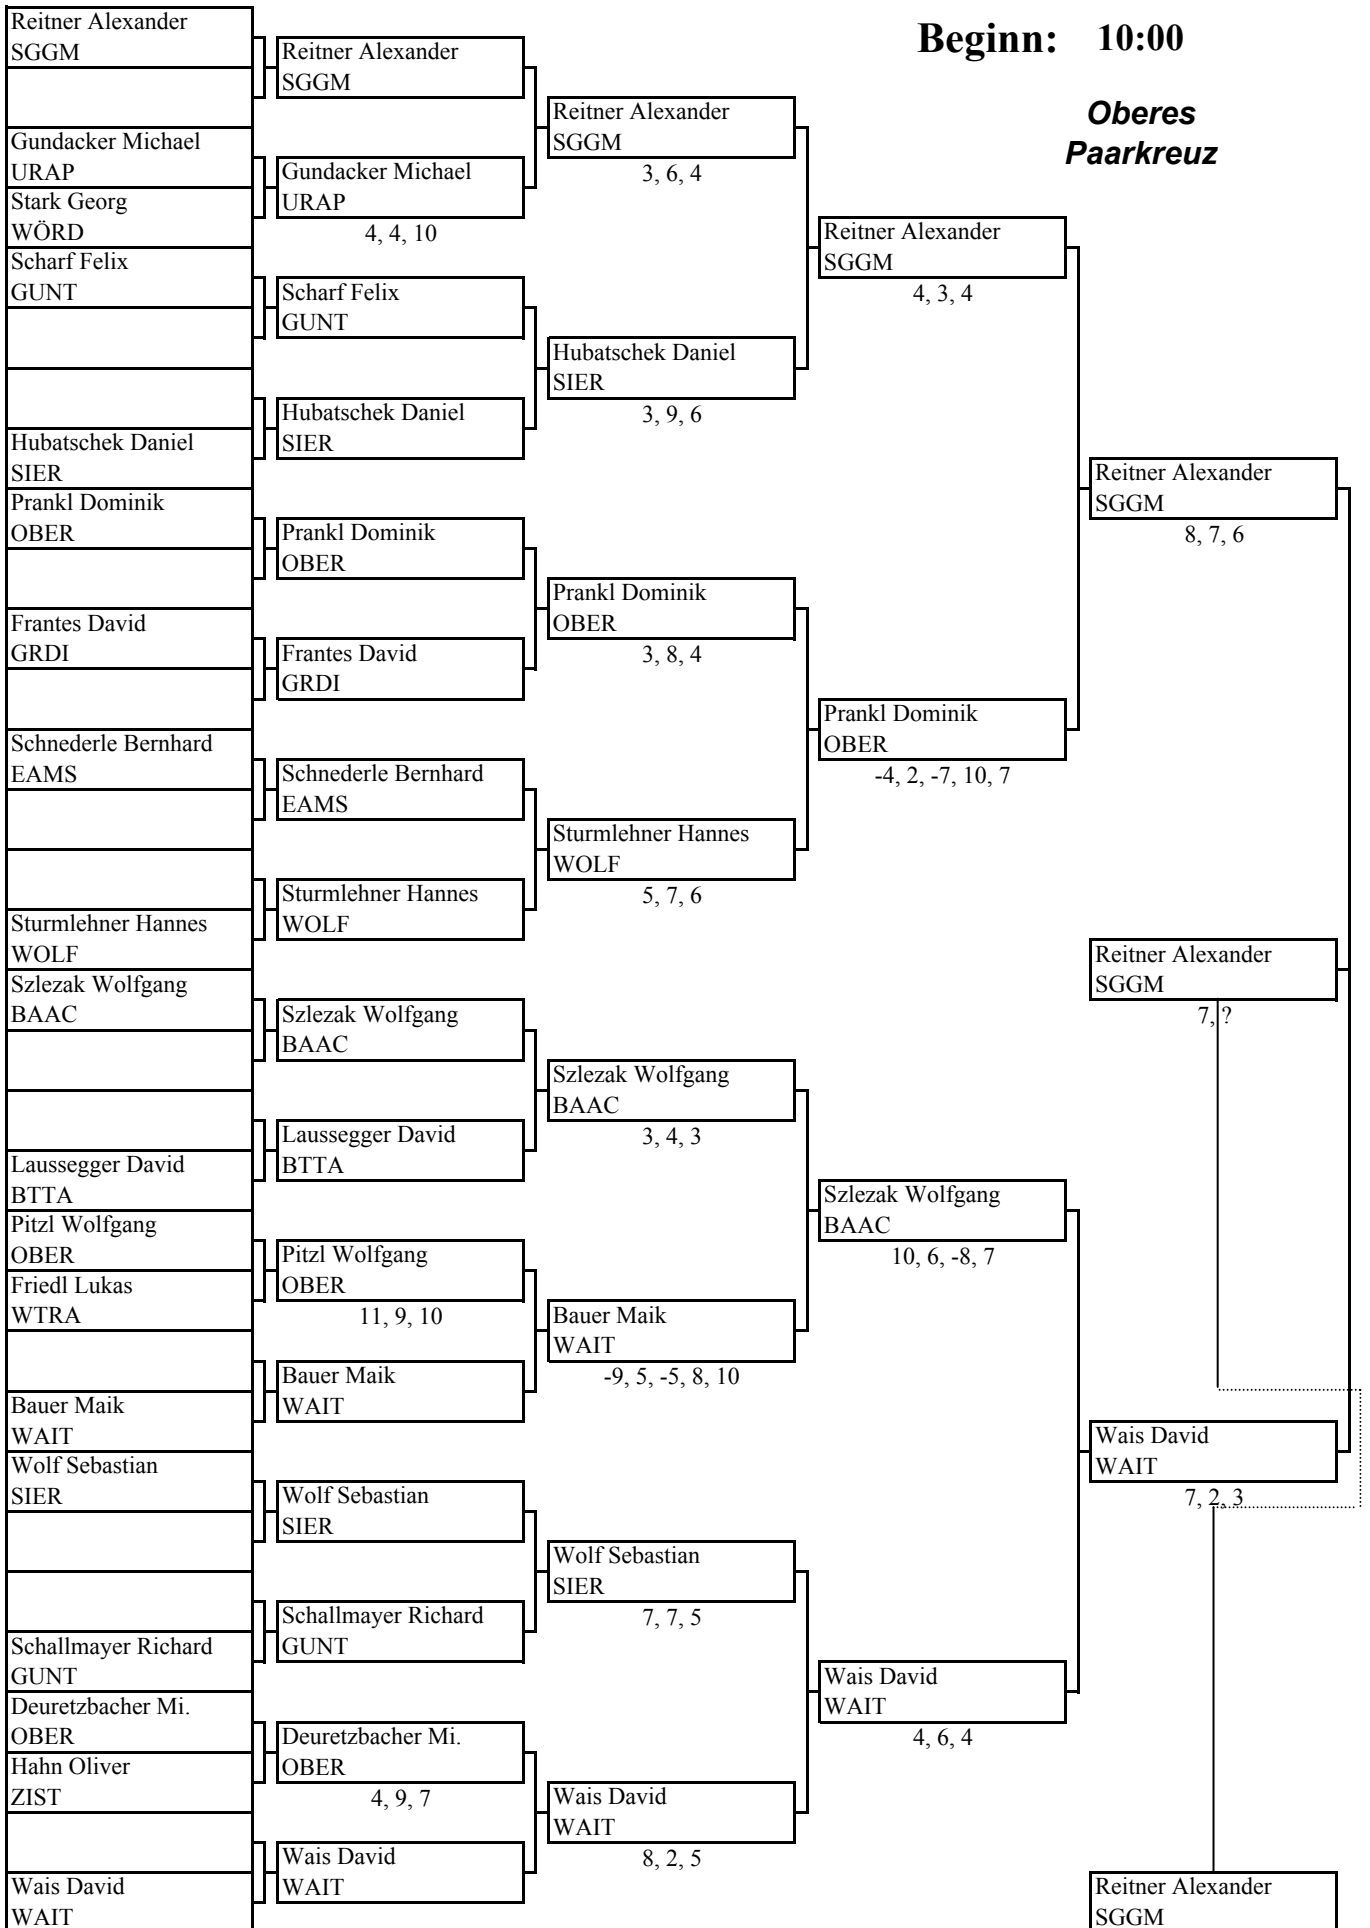 Beginn: 10:00
Oberes
Paarkreuz
Reitner Alexander
SGGM
Gundacker Michael
URAP
Stark Georg
WÖRD
Scharf Felix
GUNT
Hubatschek Daniel
SIER
Prankl Dominik
OBER
Frantes David
GRDI
Schnederle Bernhard
EAMS
Sturmlehner Hannes
WOLF
Szlezak Wolfgang
BAAC
Laussegger David
BTTA
Pitzl Wolfgang
OBER
Friedl Lukas
WTRA
Bauer Maik
WAIT
Wolf Sebastian
SIER
Schallmayer Richard
GUNT
Deuretzbacher Mi.
OBER
Hahn Oliver
ZIST
Wais David
WAIT
Reitner Alexander
SGGM
Gundacker Michael
URAP
4, 4, 10
Scharf Felix
GUNT
Hubatschek Daniel
SIER
Prankl Dominik
OBER
Frantes David
GRDI
Schnederle Bernhard
EAMS
Sturmlehner Hannes
WOLF
Szlezak Wolfgang
BAAC
Laussegger David
BTTA
Pitzl Wolfgang
OBER
11, 9, 10
Bauer Maik
WAIT
Wolf Sebastian
SIER
Schallmayer Richard
GUNT
Deuretzbacher Mi.
OBER
4, 9, 7
Wais David
WAIT
Reitner Alexander
SGGM
3, 6, 4
Hubatschek Daniel
SIER
3, 9, 6
Prankl Dominik
OBER
3, 8, 4
Sturmlehner Hannes
WOLF
5, 7, 6
Szlezak Wolfgang
BAAC
3, 4, 3
Bauer Maik
WAIT
-9, 5, -5, 8, 10
Wolf Sebastian
SIER
7, 7, 5
Wais David
WAIT
8, 2, 5
Reitner Alexander
SGGM
4, 3, 4
Prankl Dominik
OBER
-4, 2, -7, 10, 7
Szlezak Wolfgang
BAAC
10, 6, -8, 7
Wais David
WAIT
4, 6, 4
Reitner Alexander
SGGM
8, 7, 6
Reitner Alexander
SGGM
7, ?
Wais David
WAIT
7, 2, 3
Reitner Alexander
SGGM